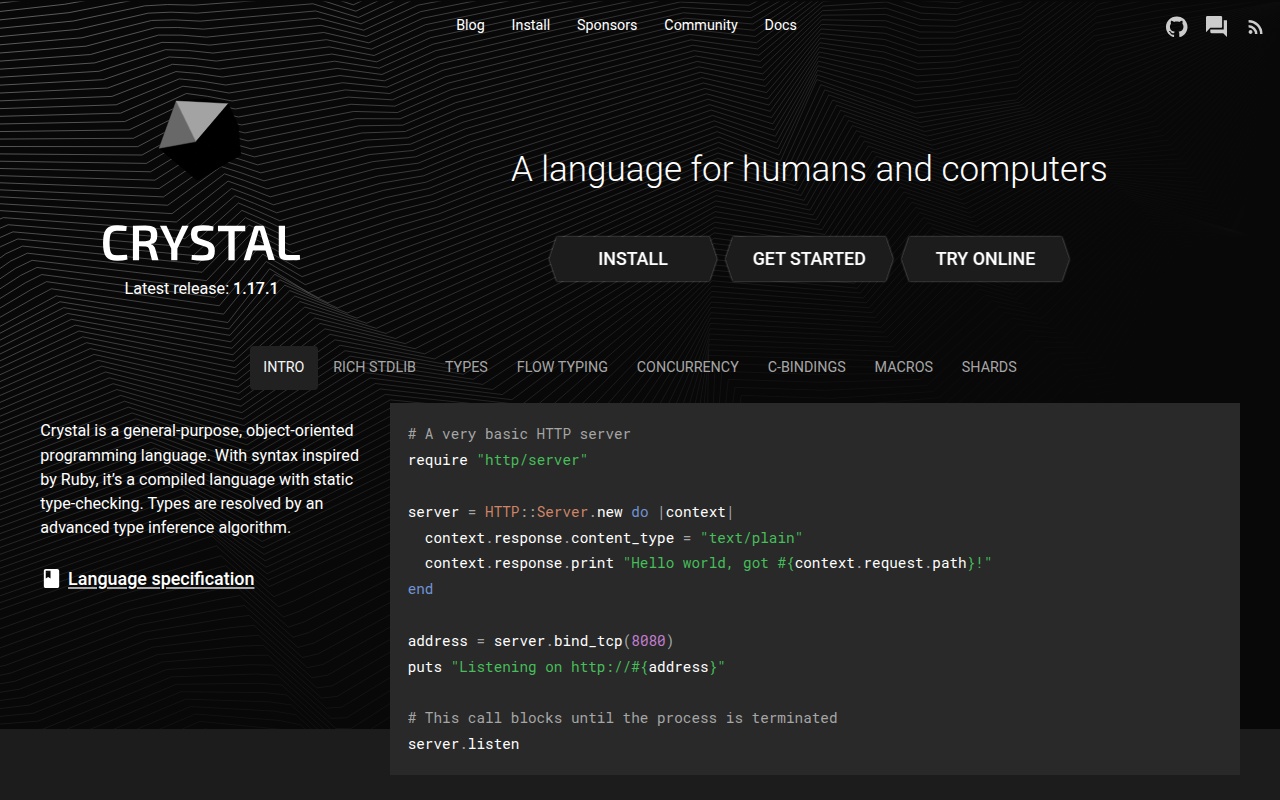 Blog Install Sponsors Community Docs
CRYSTAL
Latest release: 1.17.1
A language for humans and computers
INSTALL GET STARTED TRY ONLINE
INTRO RICH STDLIB TYPES FLOW TYPING CONCURRENCY C-BINDINGS MACROS SHARDS
Crystal is a general-purpose, object-oriented
programming language. With syntax inspired
by Ruby, it’s a compiled language with static
type-checking. Types are resolved by an
advanced type inference algorithm.
Language specification
# A very basic HTTP server
require "http/server"

server = HTTP::Server.new do |context|
  context.response.content_type = "text/plain"
  context.response.print "Hello world, got #{context.request.path}!"
end

address = server.bind_tcp(8080)
puts "Listening on http://#{address}"

# This call blocks until the process is terminated
server.listen